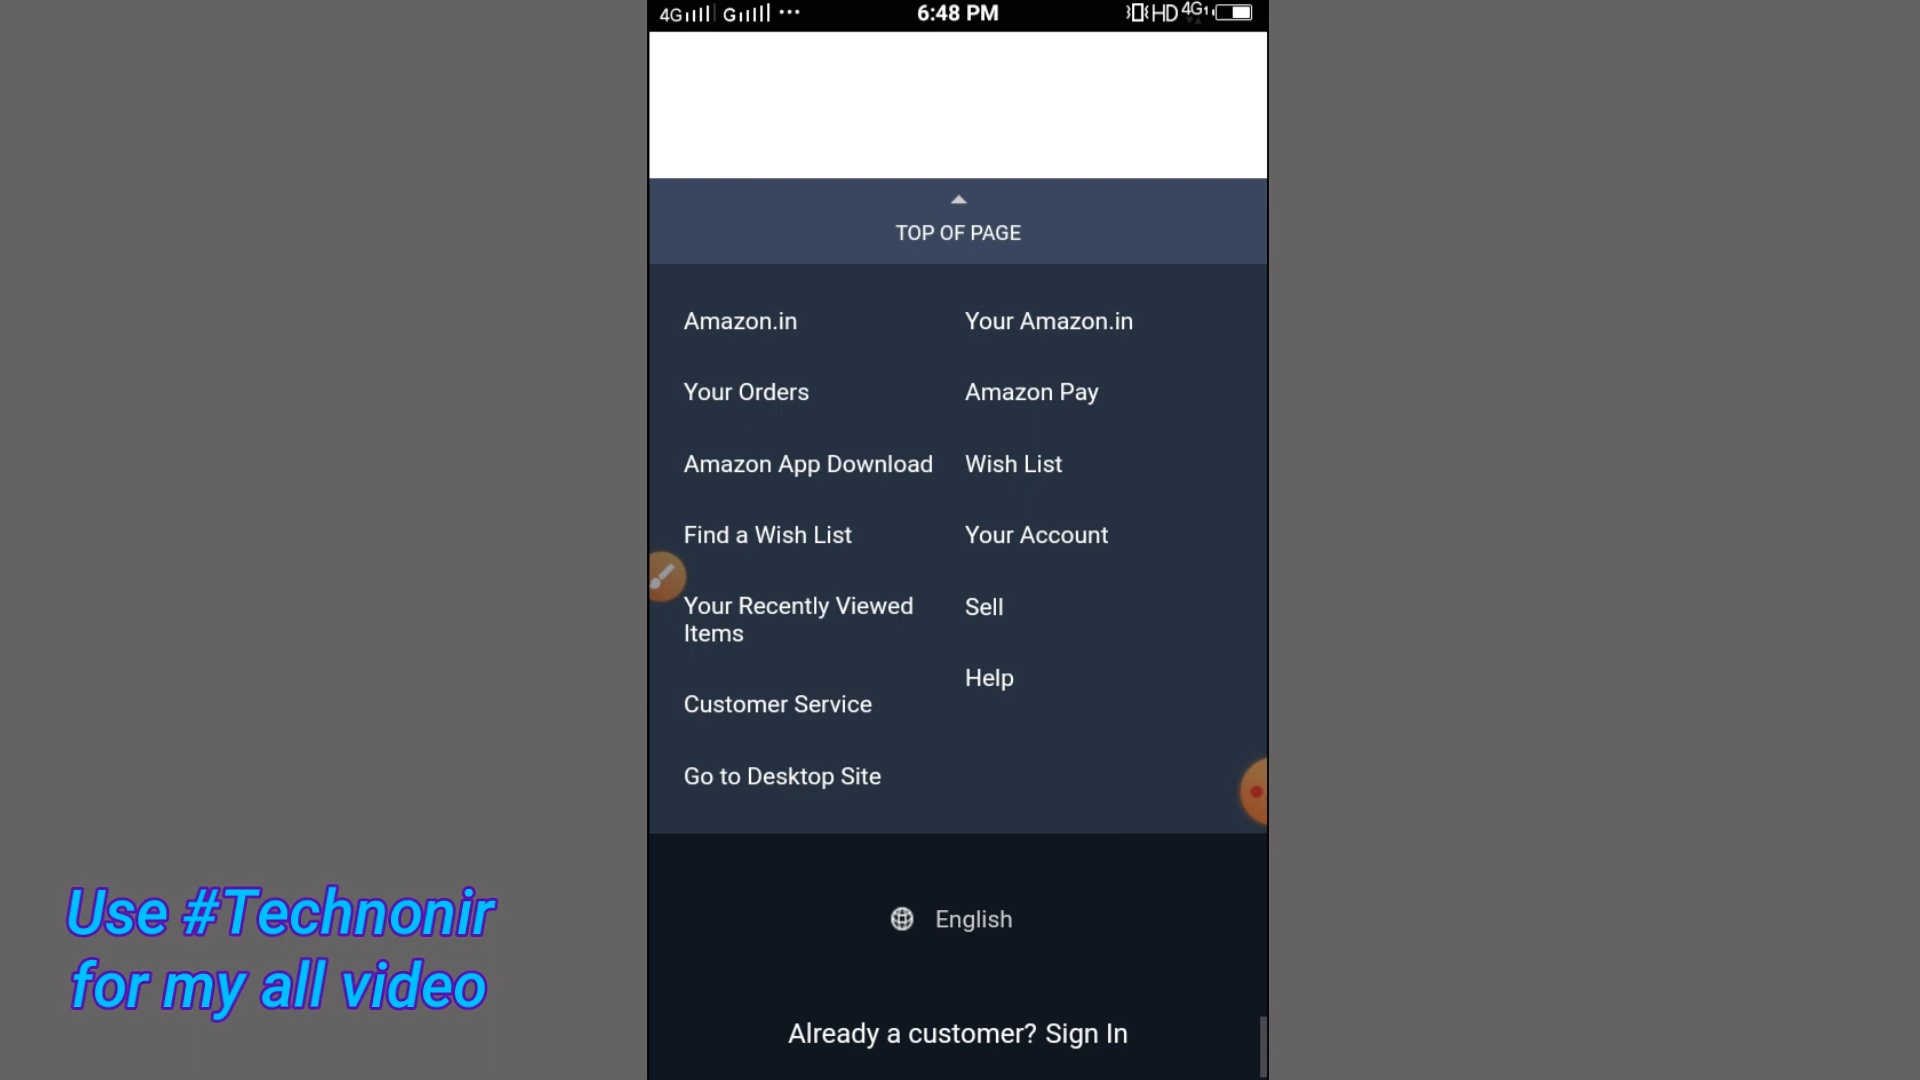 4G G ••• 6:48 PM HD 4G1
TOP OF PAGE
Amazon.in Your Amazon.in
Your Orders Amazon Pay
Amazon App Download Wish List
Find a Wish List Your Account
Your Recently Viewed Sell
Items
Help
Customer Service
Go to Desktop Site
Use #Technonir
for my all video
English
Already a customer? Sign In